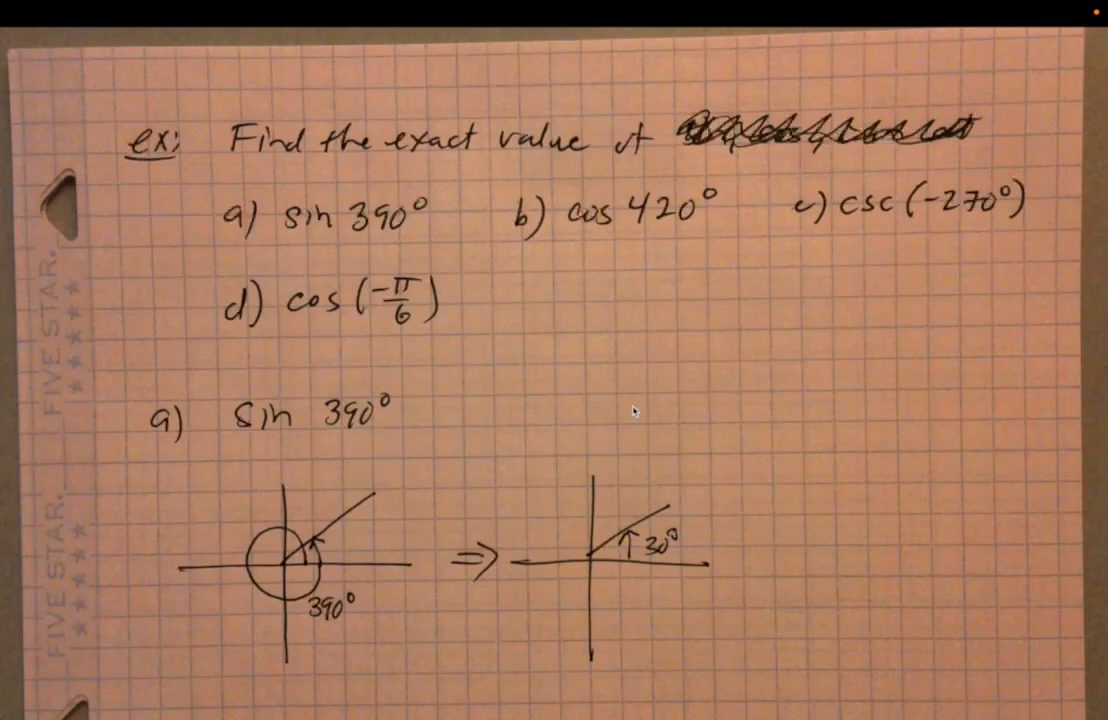 ex: Find the exact value of
a) sin 390° b) cos 420° c) csc (-270°)
d) cos (-π/6)
a) sin 390°
390° ⇒ 30°
FIVE STAR.
FIVE STAR.